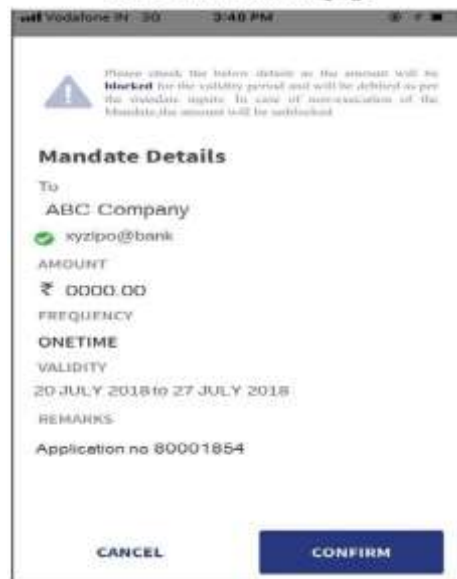 Vodafone IN 3G 3:40 PM
Please check the below details as the amount will be
blocked for the validity period and will be debited as per
the mandate inputs. In case of non-execution of the
Mandate,the amount will be unblocked
Mandate Details
To
ABC Company
xyzipo@bank
AMOUNT
₹ 0000.00
FREQUENCY
ONETIME
VALIDITY
20 JULY 2018 to 27 JULY 2018
REMARKS
Application no 80001854
CANCEL CONFIRM